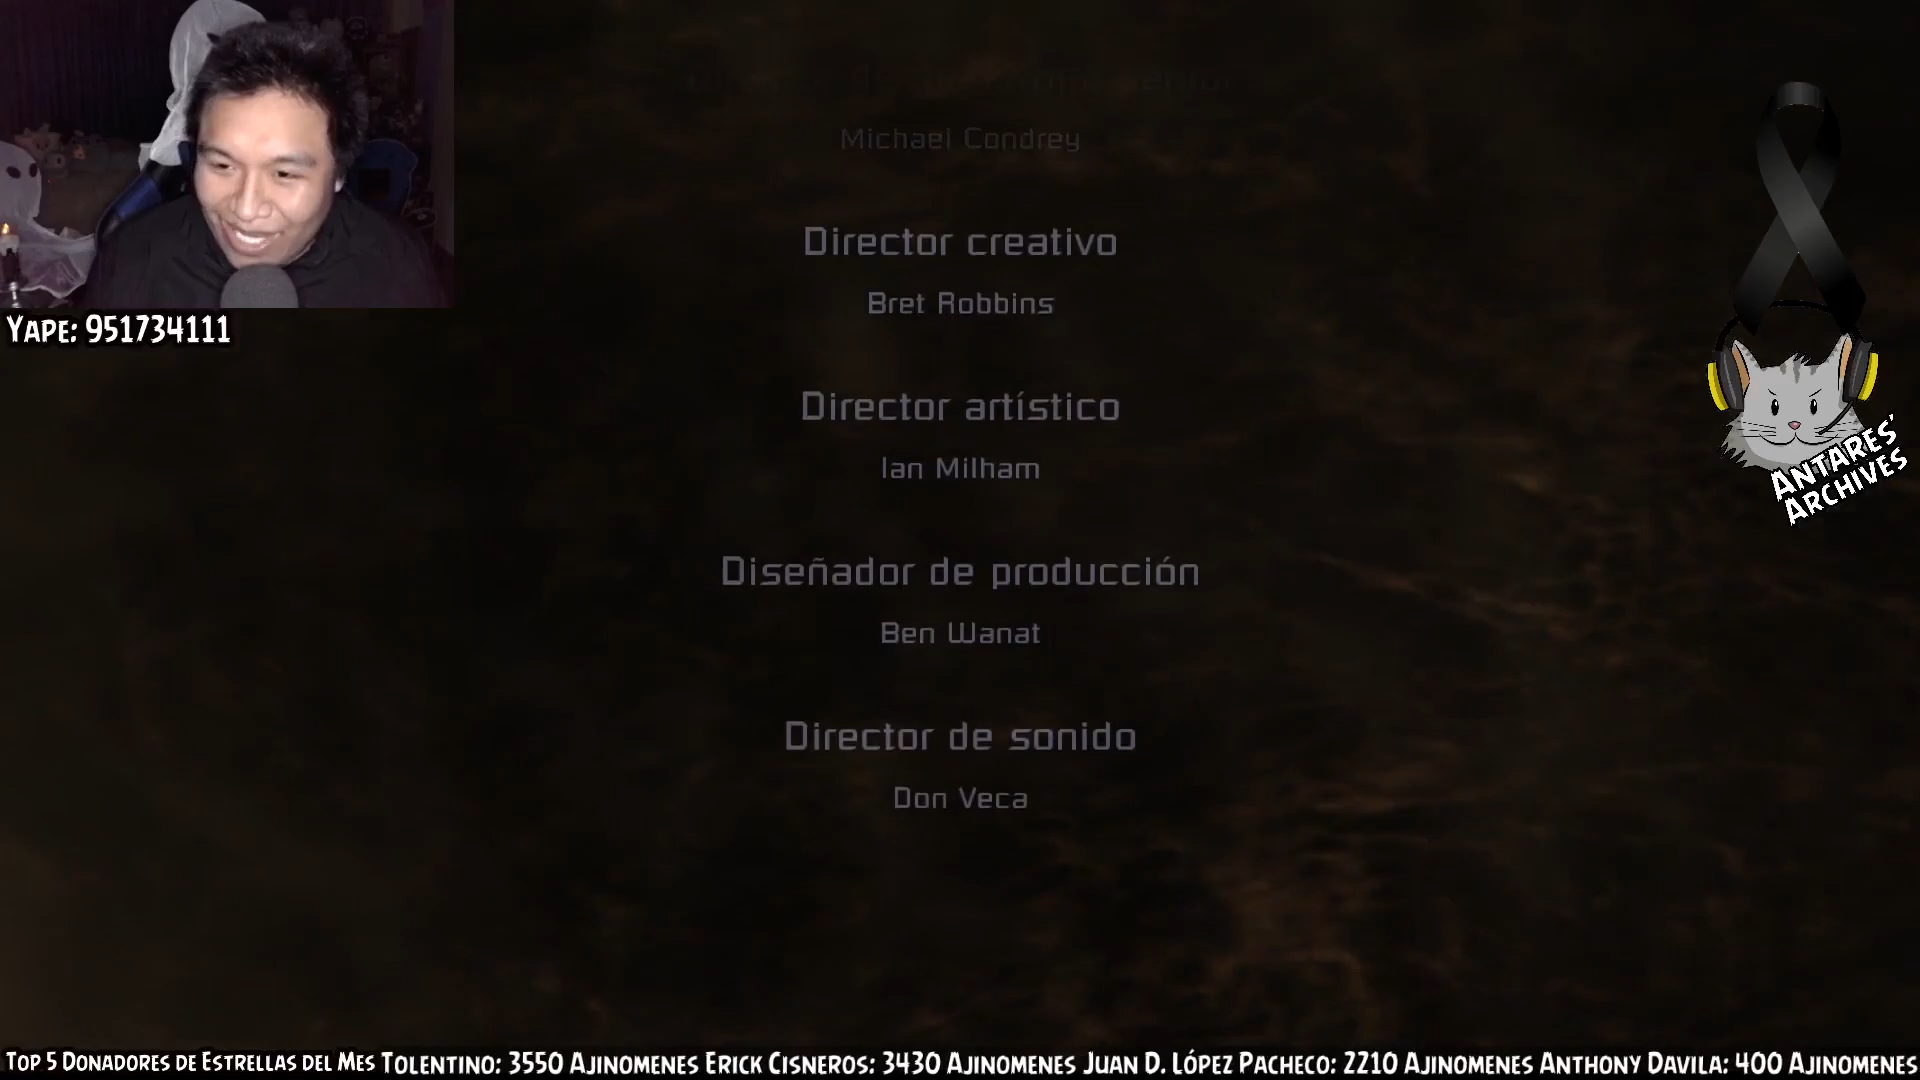 Michael Condrey
Director creativo
Bret Robbins
Director artístico
Ian Milham
Diseñador de producción
Ben Wanat
Director de sonido
Don Veca
YAPE: 951734111
ANTARES'
ARCHIVES
TOP 5 DONADORES DE ESTRELLAS DEL MES TOLENTINO: 3550 AJINOMENES ERICK CISNEROS: 3430 AJINOMENES JUAN D. LÓPEZ PACHECO: 2210 AJINOMENES ANTHONY DAVILA: 400 AJINOMENES